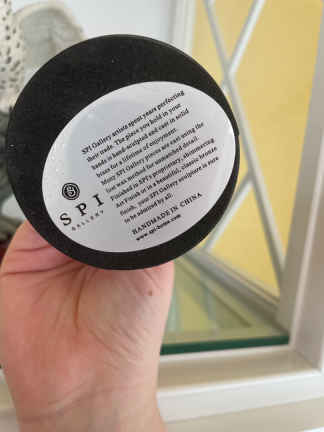 SPI Gallery artists spent years perfecting
their trade. The piece you hold in your
hands is hand-sculpted and cast in solid
brass for a lifetime of enjoyment.
Many SPI Gallery pieces are cast using the
lost wax method for unmatched detail.
Finished in SPI's proprietary, shimmering
Art Finish or in a beautiful, classic bronze
finish, your SPI Gallery sculpture is sure
to be admired by all.
HANDMADE IN CHINA
www.spi-home.com
SPI
GALLERY